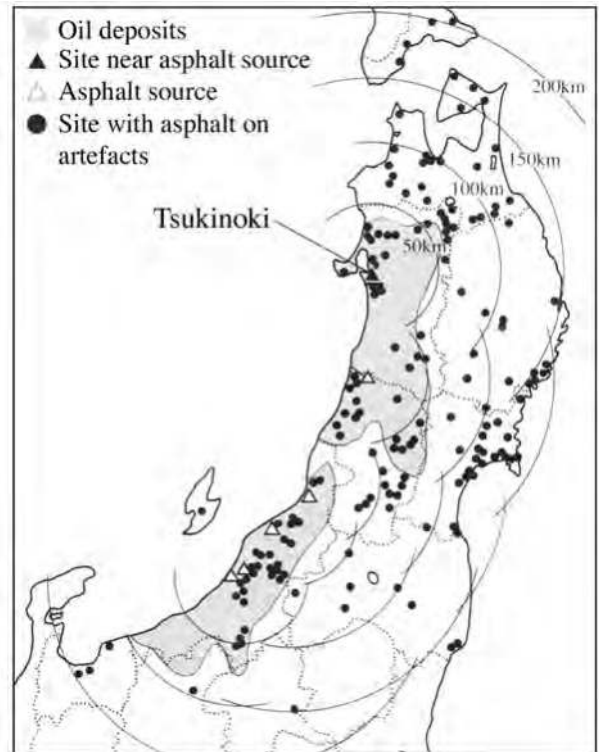 Oil deposits
Site near asphalt source
Asphalt source
Site with asphalt on
artefacts
200km
150km
100km
Tsukinoki
50km